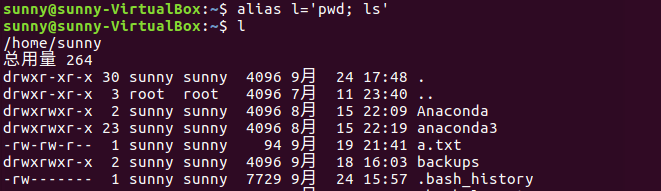 sunny@sunny-VirtualBox:~$ alias l='pwd; ls'
sunny@sunny-VirtualBox:~$ l
/home/sunny
总用量 264
drwxr-xr-x 30 sunny sunny  4096 9月  24 17:48 .
drwxr-xr-x  3 root  root   4096 7月  11 23:40 ..
drwxrwxr-x  2 sunny sunny  4096 8月  15 22:09 Anaconda
drwxrwxr-x 23 sunny sunny  4096 8月  15 22:19 anaconda3
-rw-rw-r--  1 sunny sunny    94 9月  19 21:41 a.txt
drwxrwxr-x  2 sunny sunny  4096 9月  18 16:03 backups
-rw-------  1 sunny sunny  7729 9月  24 15:57 .bash_history